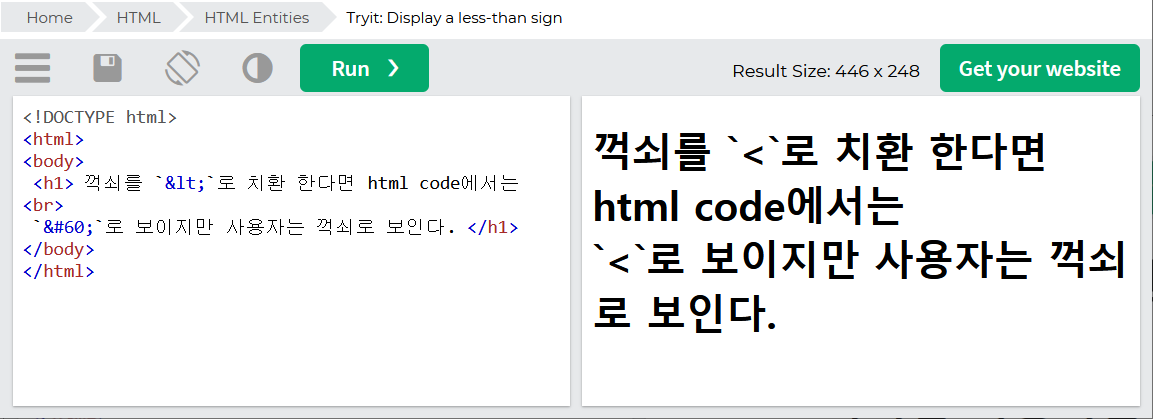 Home HTML HTML Entities Tryit: Display a less-than sign
Run ❯ Result Size: 446 x 248 Get your website
<!DOCTYPE html>
<html>
<body>
<h1> 꺽쇠를 `&lt;`로 치환 한다면 html code에서는
<br>
`&#60;`로 보이지만 사용자는 꺽쇠로 보인다. </h1>
</body>
</html>
꺽쇠를 `<`로 치환 한다면
html code에서는
`<`로 보이지만 사용자는 꺽쇠
로 보인다.